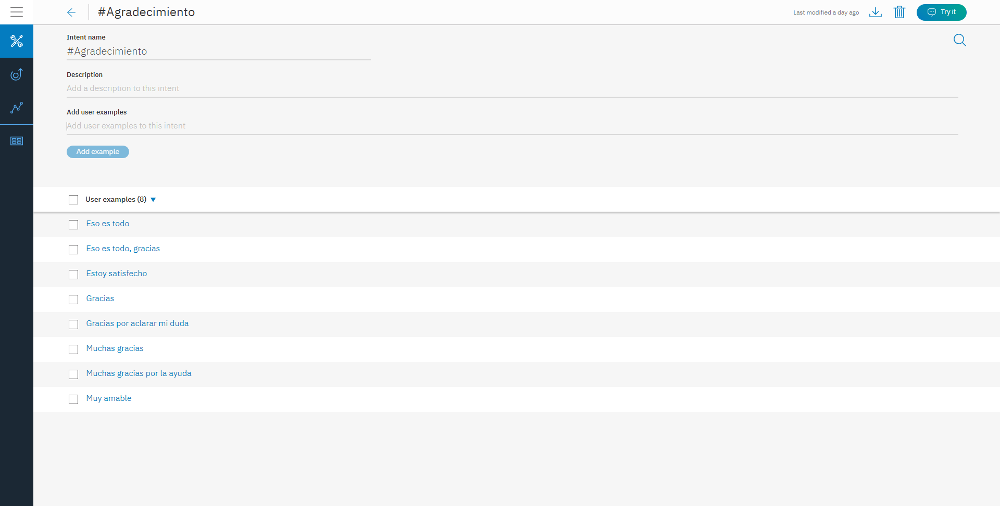 #Agradecimiento
Last modified a day ago
Try it
Intent name
#Agradecimiento
Description
Add a description to this intent
Add user examples
Add user examples to this intent
Add example
User examples (8)
Eso es todo
Eso es todo, gracias
Estoy satisfecho
Gracias
Gracias por aclarar mi duda
Muchas gracias
Muchas gracias por la ayuda
Muy amable